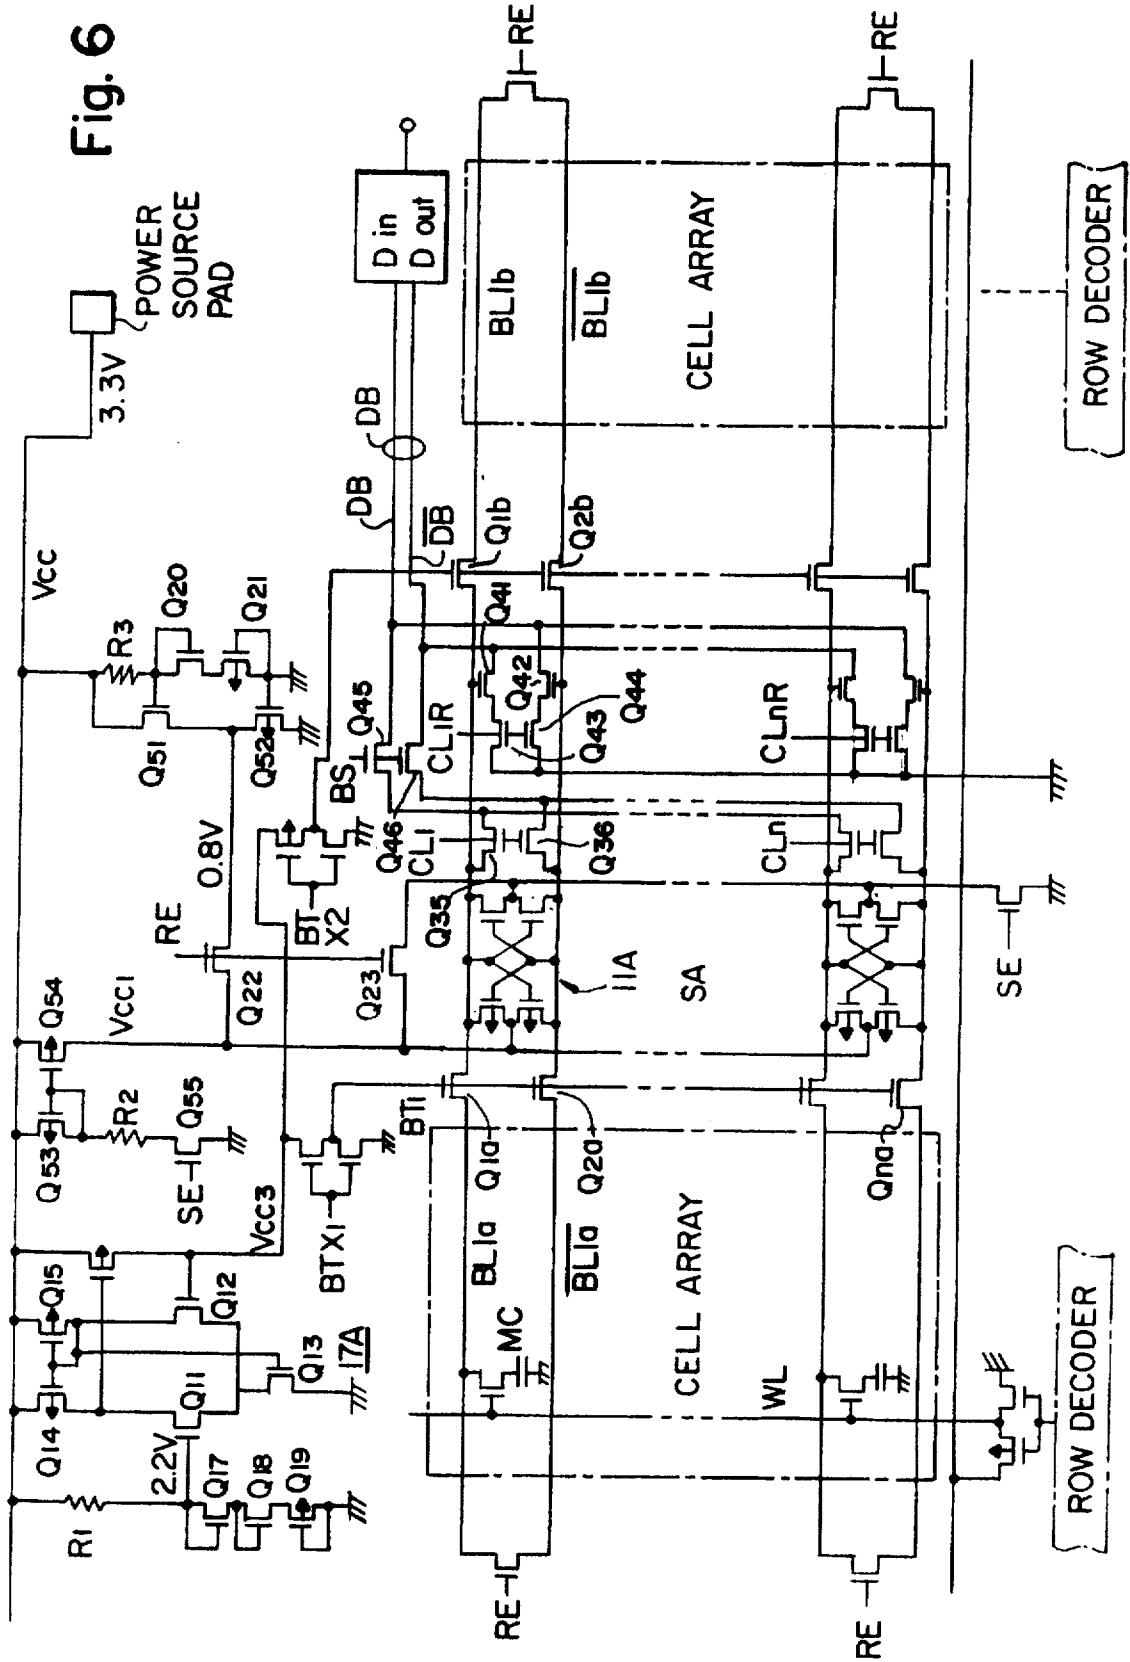 Fig. 6
POWER
SOURCE
PAD
3.3V
VCC
R3
Q20
Q21
Q51
Q52
0.8V
RE
Q22
Q23
VCC1
Q54
Q53
R2
Q55
SE
VCC3
Q15
Q14
Q11
Q12
Q13
17A
2.2V
R1
Q17
Q18
Q19
BTX1
BT
X2
BT1
BS
Q45
Q46
DB
DB
DB
D in
D out
Q1b
Q2b
Q41
Q42
Q43
Q44
CL1R
CL1
Q35
Q36
CLnR
CLn
11A
SA
SE
Q1a
Q2a
Qna
BL1a
BL1a
BL1b
BL1b
MC
WL
CELL ARRAY
CELL ARRAY
RE
RE
RE
RE
ROW DECODER
ROW DECODER